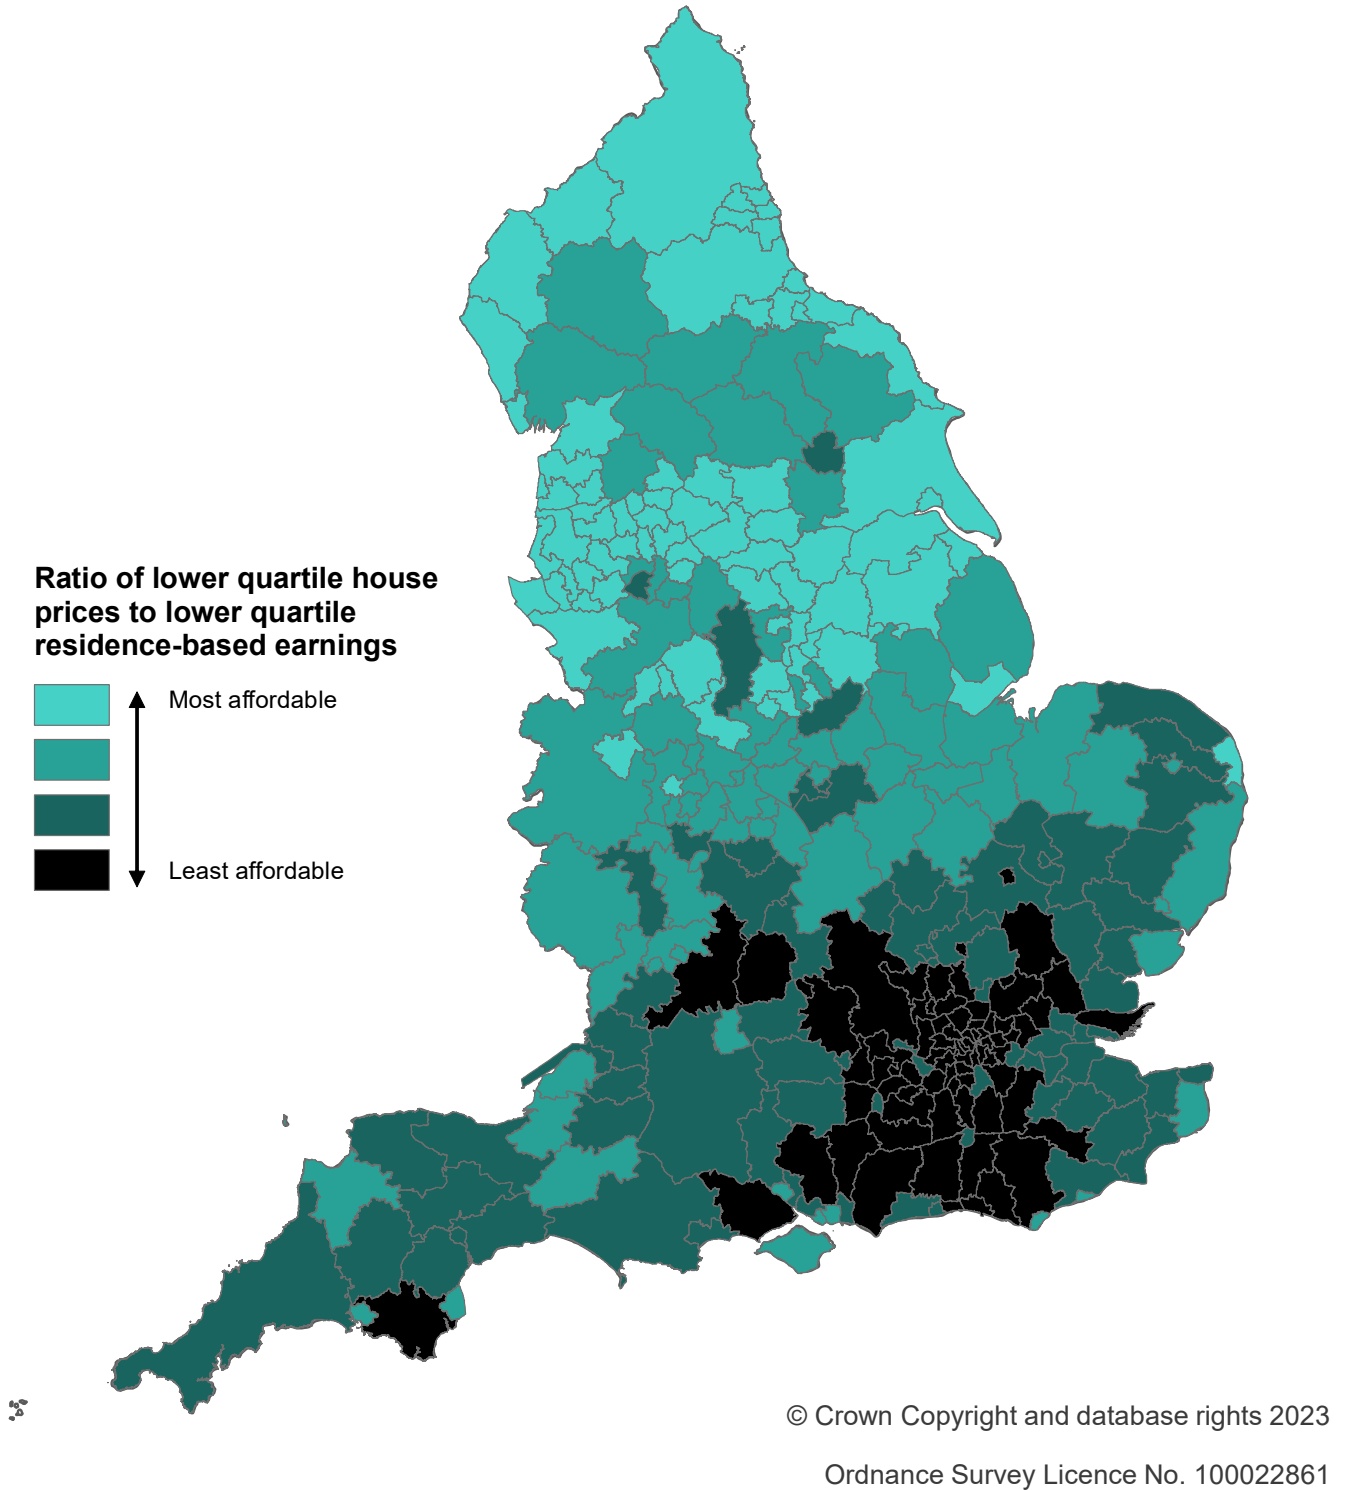 Ratio of lower quartile house
prices to lower quartile
residence-based earnings
Most affordable
Least affordable
© Crown Copyright and database rights 2023
Ordnance Survey Licence No. 100022861